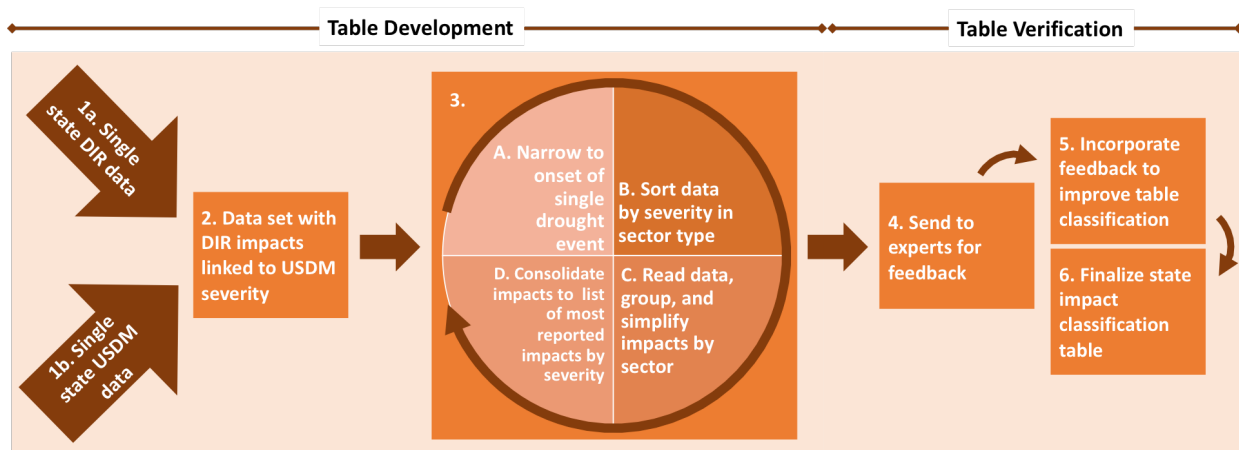 Table Development
Table Verification
1a. Single
state DIR data
1b. Single
state USDM
data
2. Data set with
DIR impacts
linked to USDM
severity
3.
A. Narrow to
onset of
single
drought
event
B. Sort data
by severity in
sector type
C. Read data,
group, and
simplify
impacts by
sector
D. Consolidate
impacts to list
of most
reported
impacts by
severity
4. Send to
experts for
feedback
5. Incorporate
feedback to
improve table
classification
6. Finalize state
impact
classification
table